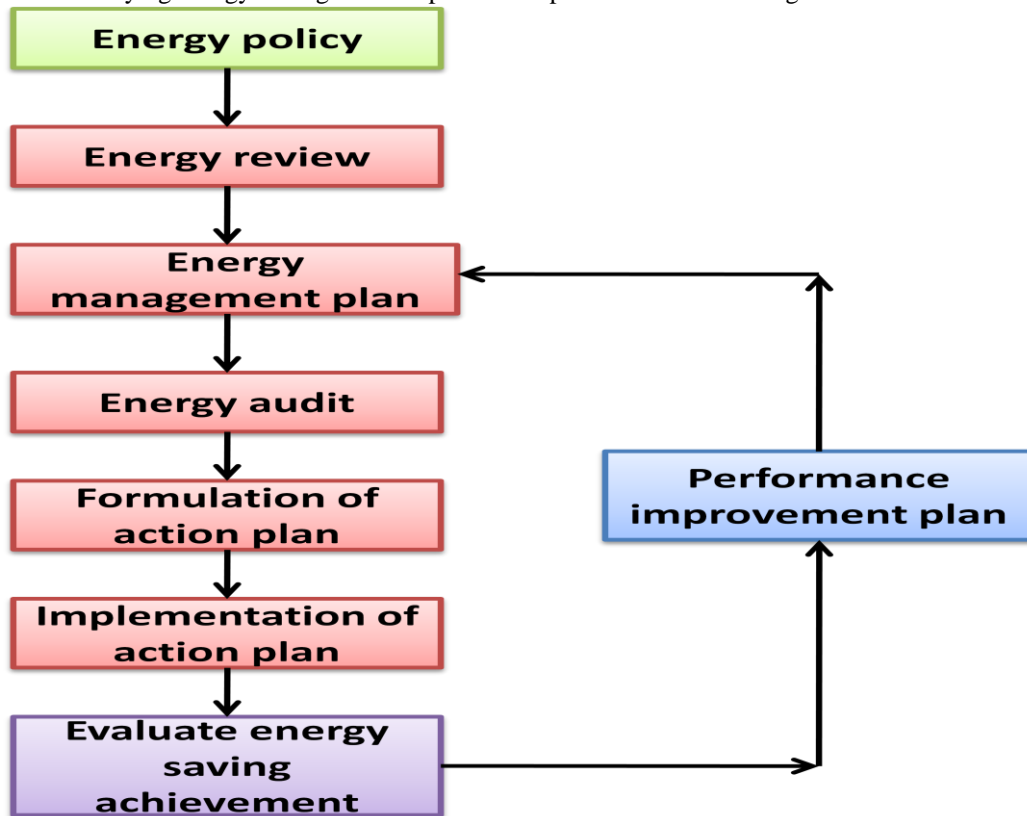 Energy policy
Energy review
Energy
management plan
Energy audit
Formulation of
action plan
Implementation of
action plan
Evaluate energy
saving
achievement
Performance
improvement plan